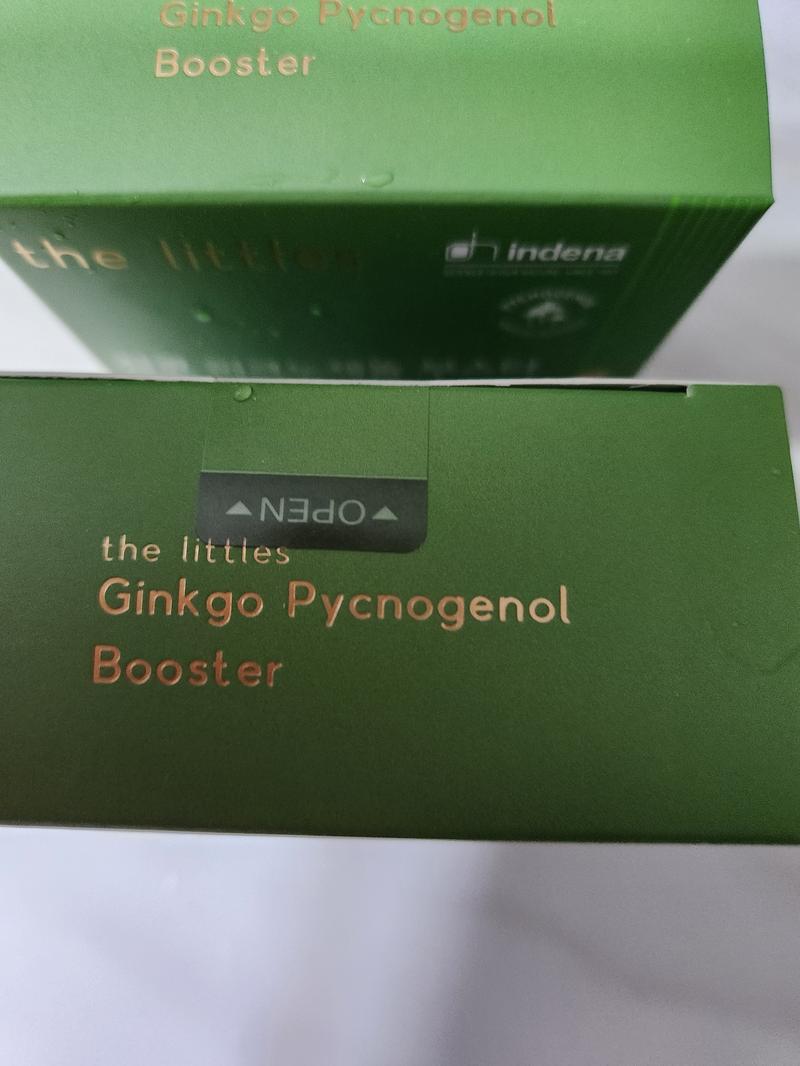 Ginkgo Pycnogenol
Booster
the littles
indena
OPEN
the littles
Ginkgo Pycnogenol
Booster